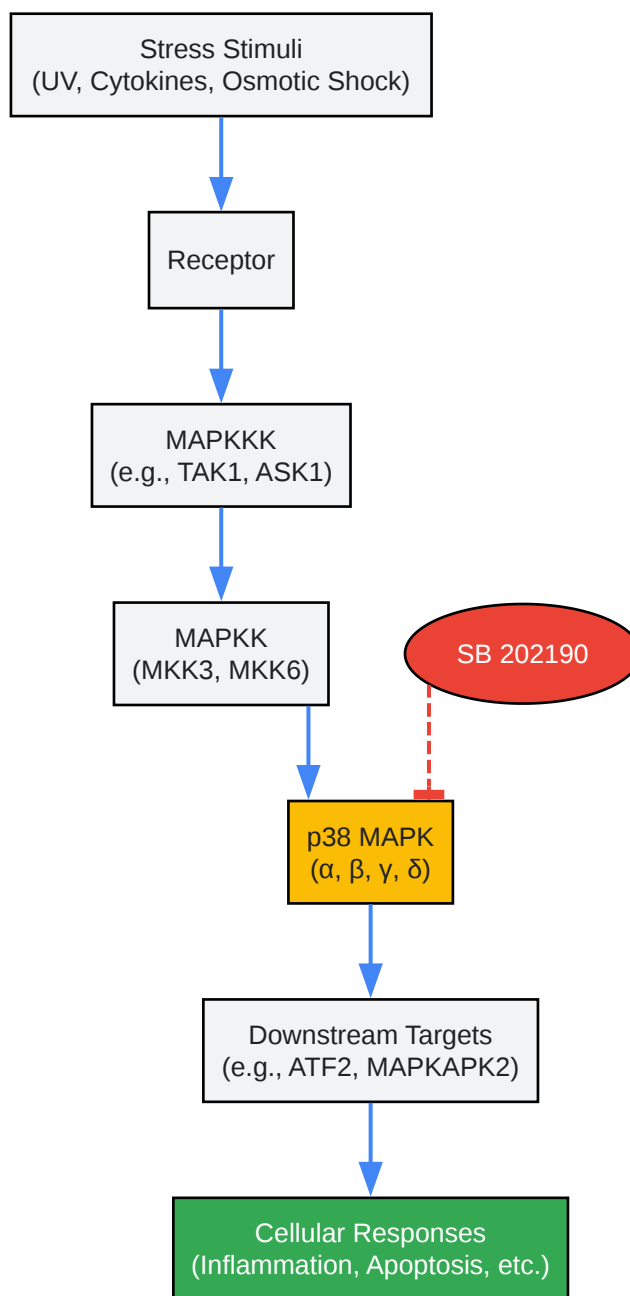 Stress Stimuli
(UV, Cytokines, Osmotic Shock)
Receptor
MAPKKK
(e.g., TAK1, ASK1)
MAPKK
(MKK3, MKK6)
SB 202190
p38 MAPK
(α, β, γ, δ)
Downstream Targets
(e.g., ATF2, MAPKAPK2)
Cellular Responses
(Inflammation, Apoptosis, etc.)